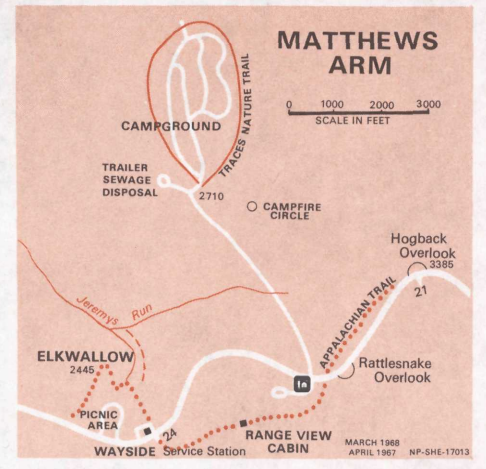 MATTHEWS
ARM
0 1000 2000 3000
SCALE IN FEET
TRACES NATURE TRAIL
CAMPGROUND
TRAILER
SEWAGE
DISPOSAL
2710
CAMPFIRE
CIRCLE
Hogback
Overlook
3385
21
APPALACHIAN TRAIL
Jeremys Run
ELKWALLOW
2445
Rattlesnake
Overlook
PICNIC
AREA
24
WAYSIDE Service Station
RANGE VIEW
CABIN
MARCH 1968
APRIL 1967 NP-SHE-17013